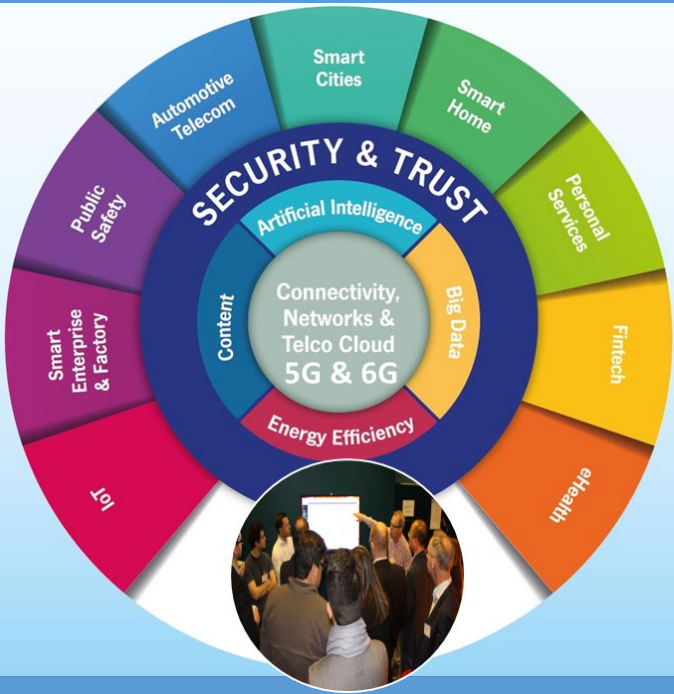 Smart
Cities
Automotive
Telecom
Smart
Home
Public
Safety
Personal
Services
Smart
Enterprise
& Factory
Fintech
IoT
eHealth
SECURITY & TRUST
Artificial Intelligence
Content
Big Data
Energy Efficiency
Connectivity,
Networks &
Telco Cloud
5G & 6G